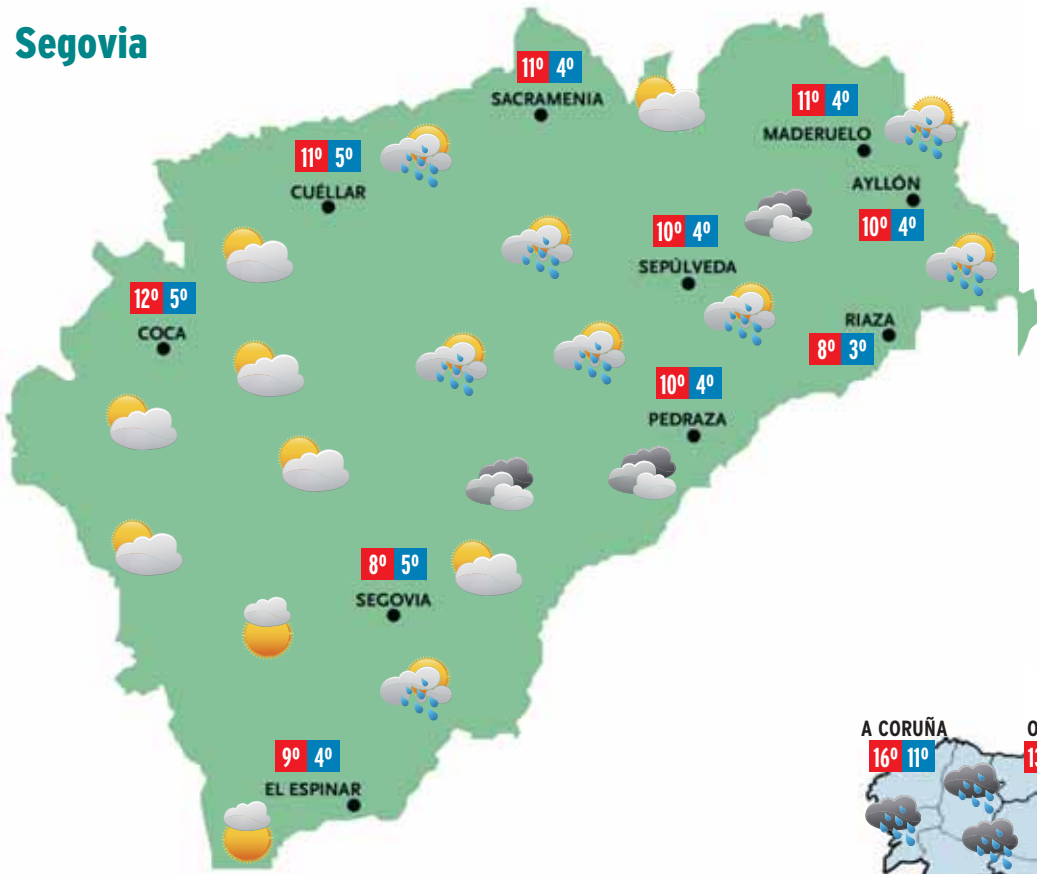 Segovia
11º 4º
SACRAMENIA
11º 4º
MADERUELO
11º 5º
CUÉLLAR
AYLLÓN
10º 4º
10º 4º
SEPÚLVEDA
12º 5º
COCA
RIAZA
8º 3º
10º 4º
PEDRAZA
8º 5º
SEGOVIA
A CORUÑA
16º 11º
O
13
9º 4º
EL ESPINAR